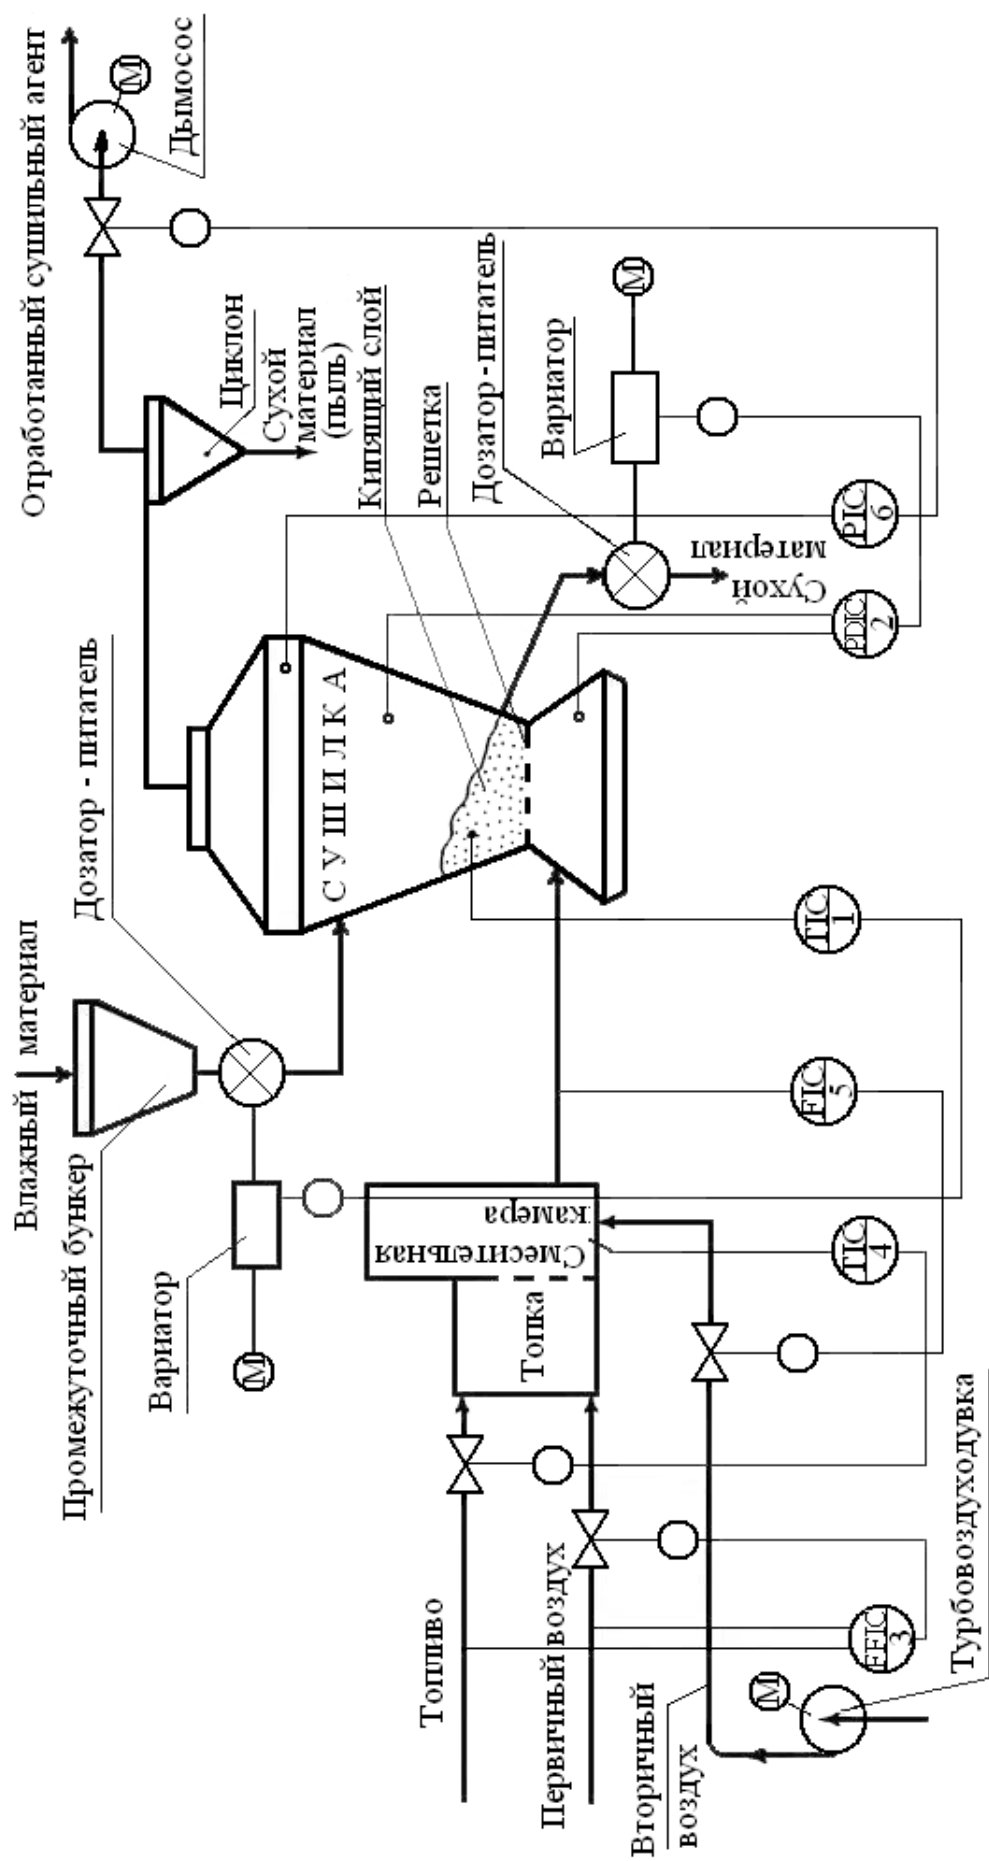 Отработанный сушильный агент
М
Дымосос
Циклон
Сухой
материал
(пыль)
Кипящий слой
Решетка
Дозатор - питатель
Вариатор
М
Сухой
материал
PIC
6
PDIC
2
СУШИЛКА
Дозатор - питатель
Влажный материал
Промежуточный бункер
Вариатор
М
Смесительная
камера
Топка
TIC
1
FIC
5
TIC
4
FFIC
3
Топливо
Первичный воздух
Вторичный
воздух
М
Турбовоздуходувка